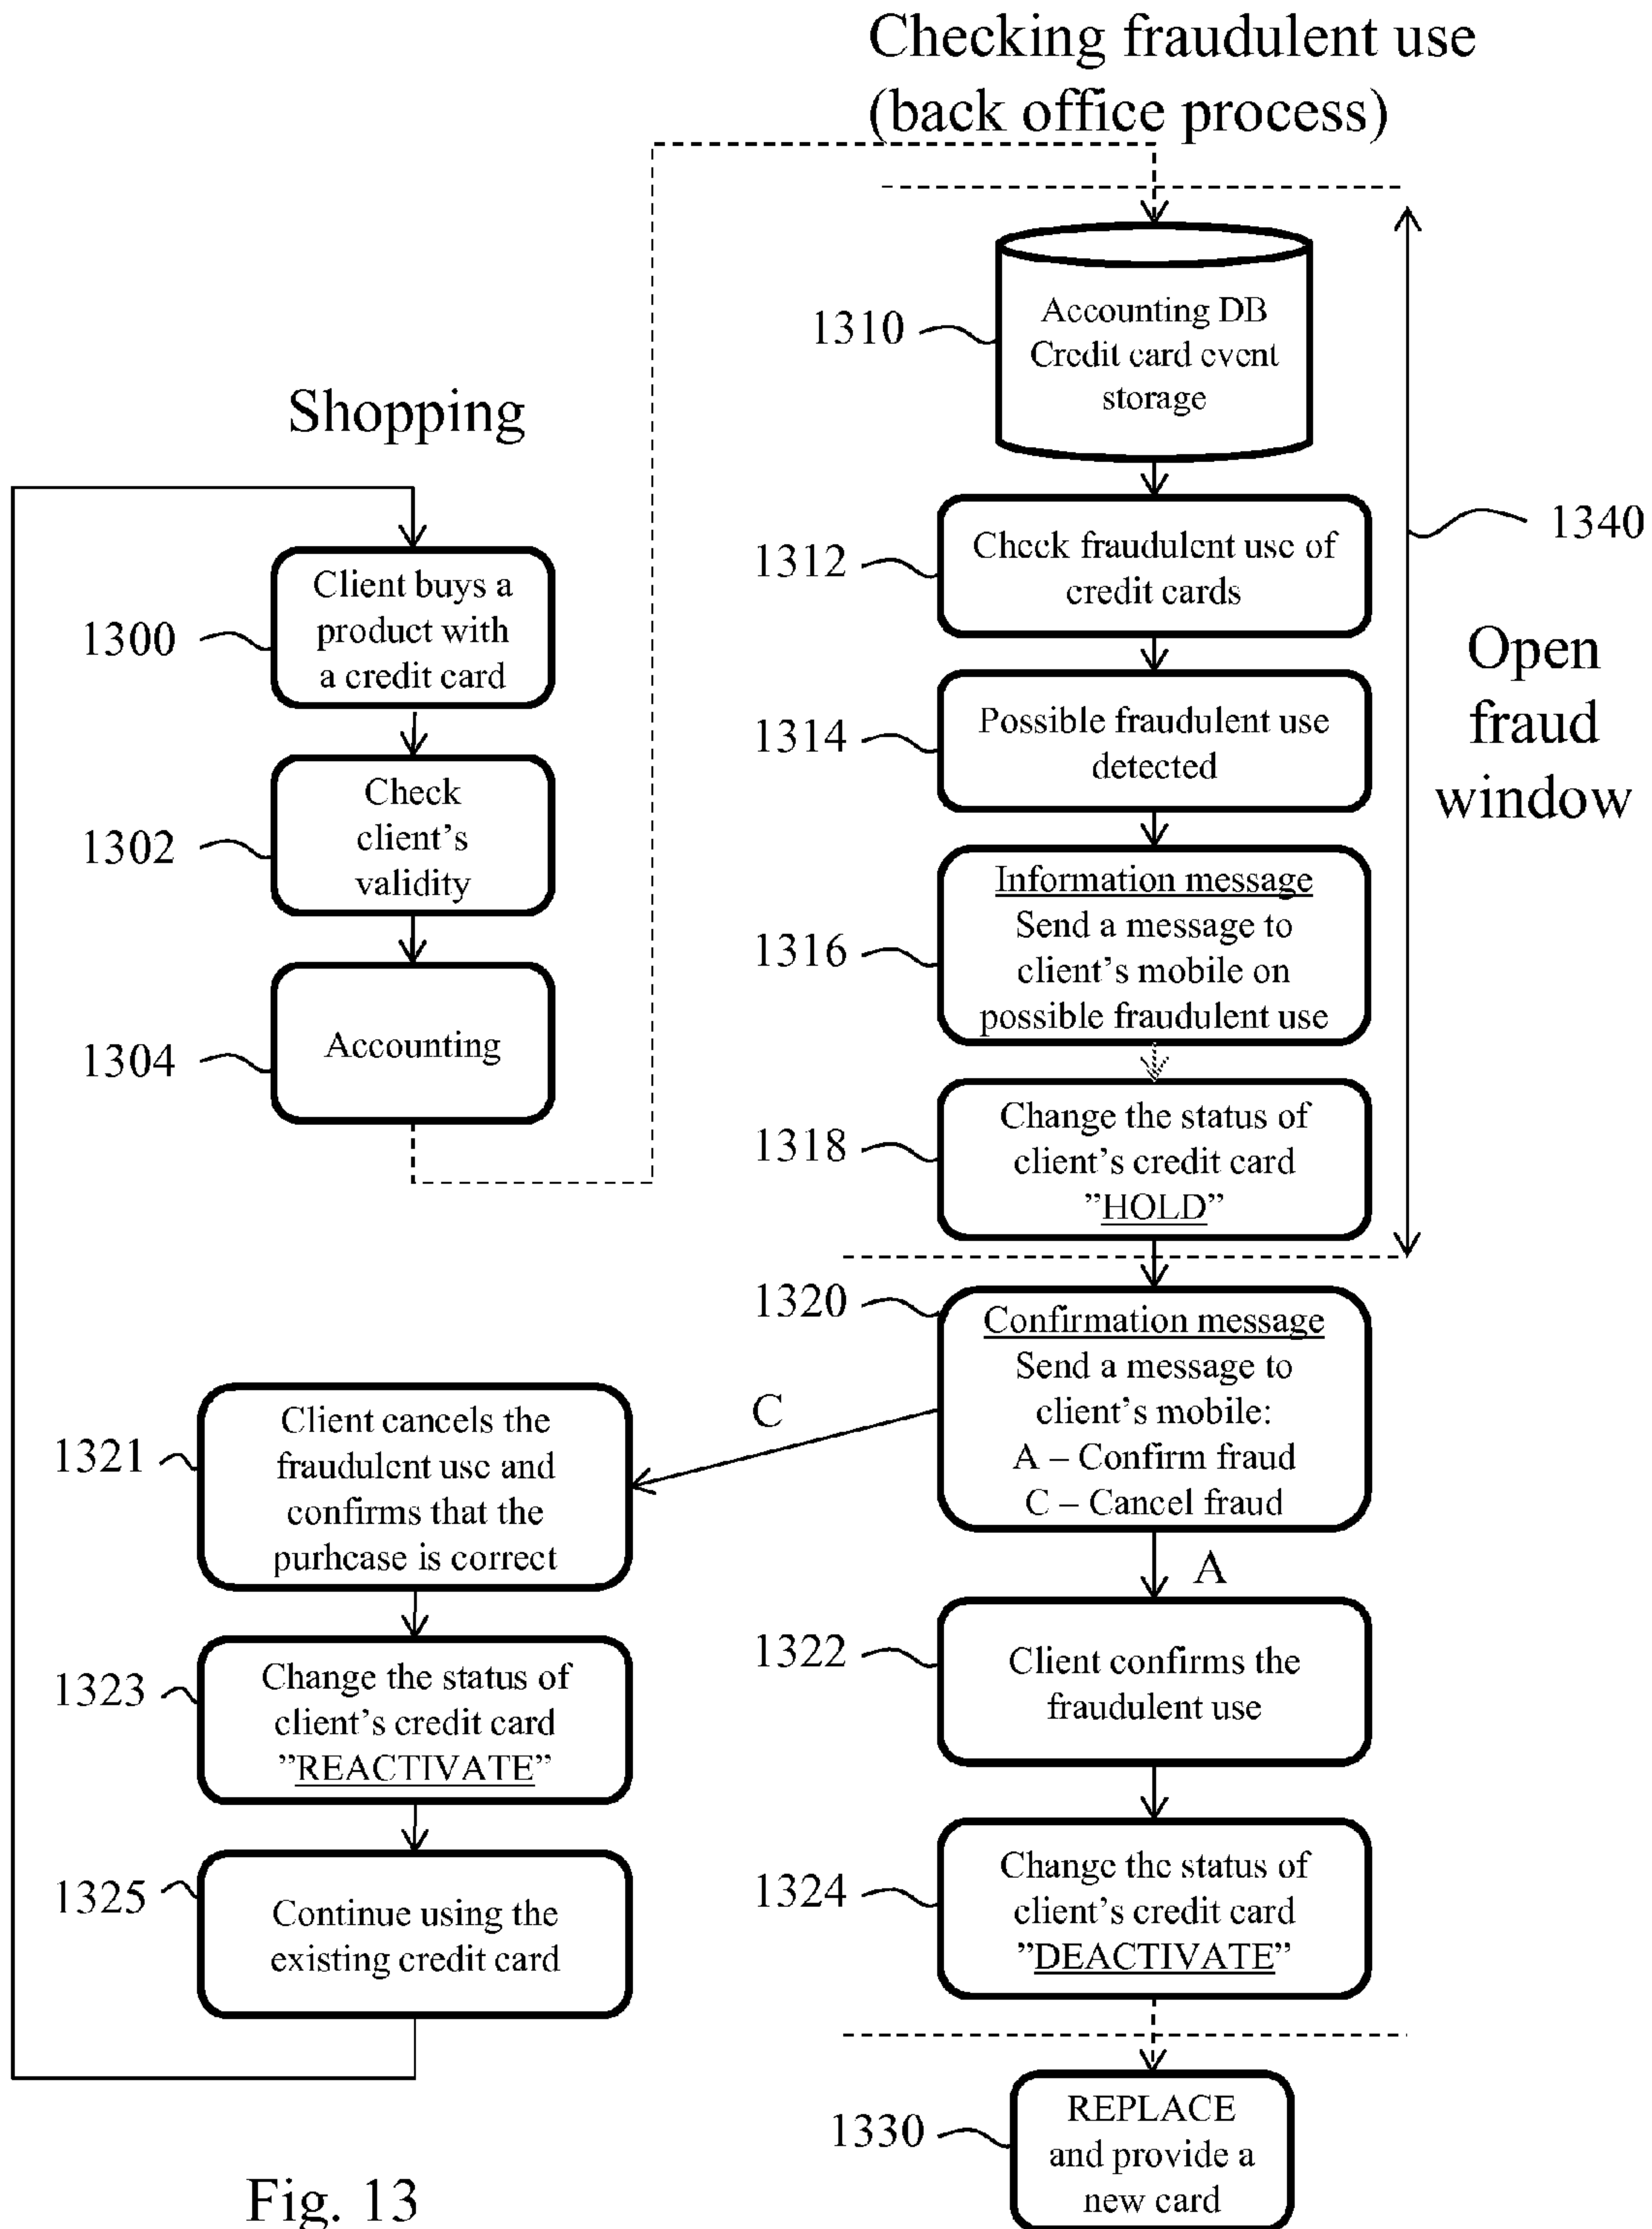 Checking fraudulent use
(back office process)
1310
Accounting DB
Credit card event
storage
Shopping
1340
1312
Check fraudulent use of
credit cards
1300
Client buys a
product with
a credit card
Open
fraud
window
1314
Possible fraudulent use
detected
1302
Check
client's
validity
1316
Information message
Send a message to
client's mobile on
possible fraudulent use
1304
Accounting
1318
Change the status of
client's credit card
”HOLD”
1320
Confirmation message
Send a message to
client's mobile:
A – Confirm fraud
C – Cancel fraud
C
1321
Client cancels the
fraudulent use and
confirms that the
purhcase is correct
A
1322
Client confirms the
fraudulent use
1323
Change the status of
client's credit card
”REACTIVATE”
1324
Change the status of
client's credit card
”DEACTIVATE”
1325
Continue using the
existing credit card
1330
REPLACE
and provide a
new card
Fig. 13